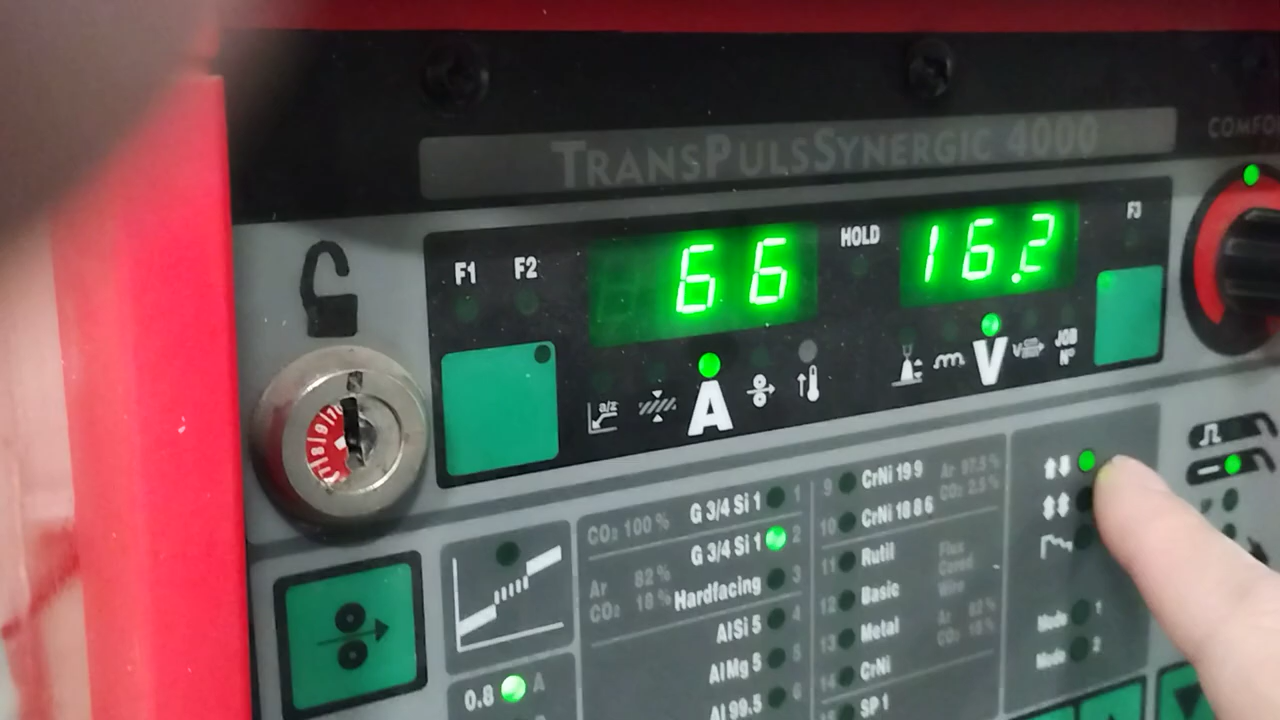 TRANSPULSSYNERGIC 4000
COMFO
F1 F2
66
HOLD
16.2
F3
a/z
A
V
JOB
N°
CO₂ 100 % G 3/4 Si 1 1
Ar 82 %
CO₂ 18 %
G 3/4 Si 1 2
Hardfacing 3
AlSi 5 4
AlMg 5 5
Al 99.5 6
9 CrNi 19 9
10 CrNi 18 8 6
Ar 97.5 %
CO₂ 2.5 %
11 Rutil
12 Basic
13 Metal
14 CrNi
15 SP 1
Flux
Cored
Wire
Ar 82 %
CO₂ 18 %
Mode 1
Mode 2
0.8 A